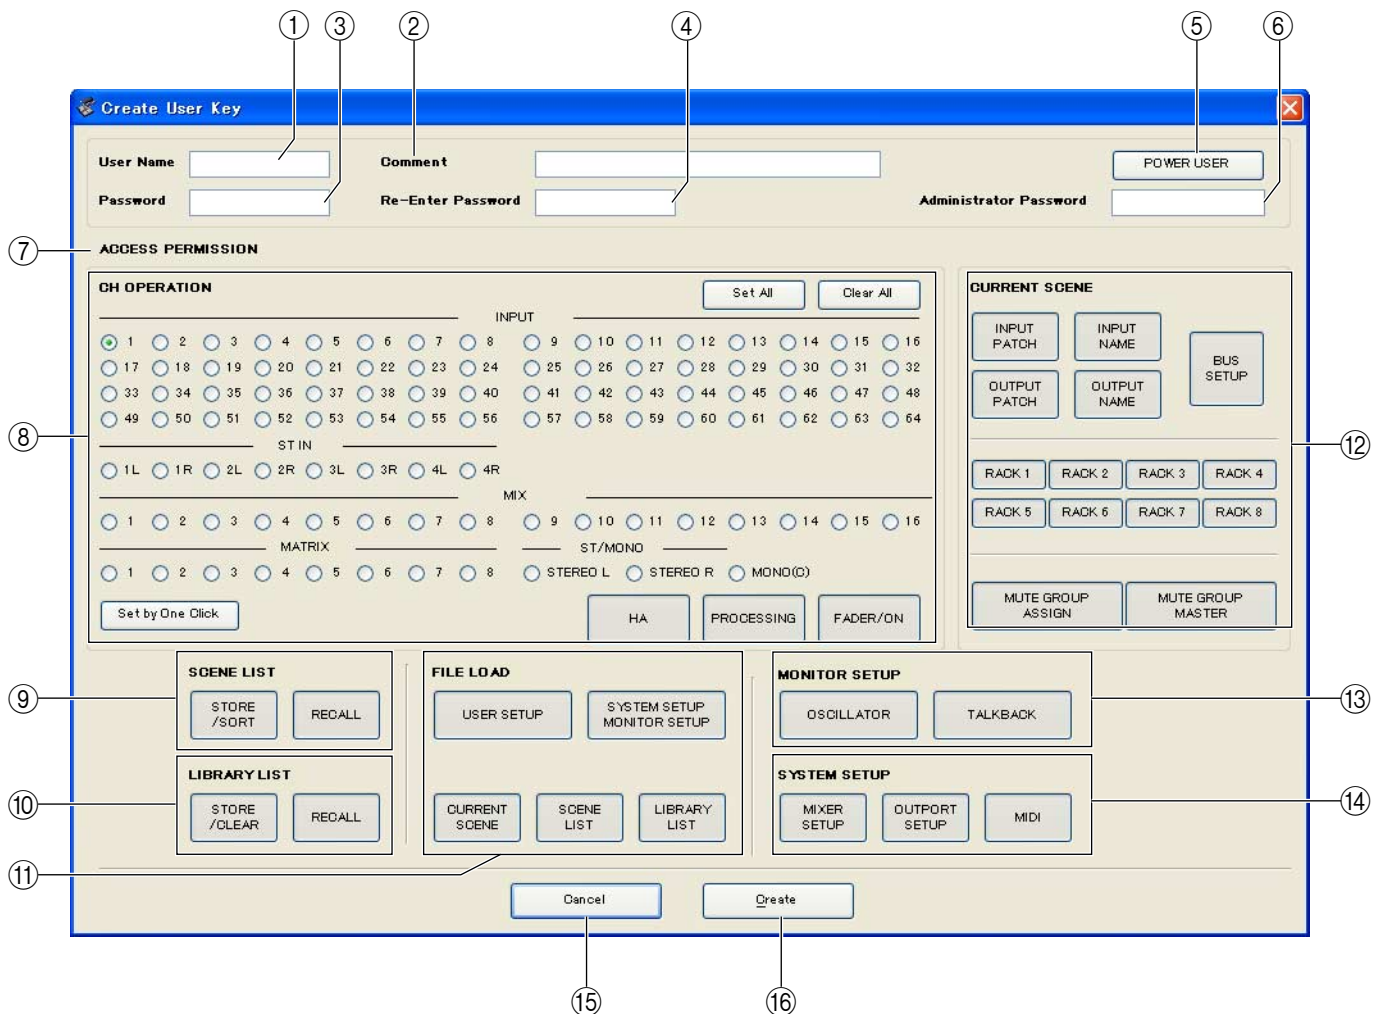 ① ③ ② ④ ⑤ ⑥
Create User Key
User Name Comment POWER USER
Password Re-Enter Password Administrator Password
⑦ ACCESS PERMISSION
CH OPERATION Set All Clear All
INPUT
1 2 3 4 5 6 7 8 9 10 11 12 13 14 15 16
17 18 19 20 21 22 23 24 25 26 27 28 29 30 31 32
33 34 35 36 37 38 39 40 41 42 43 44 45 46 47 48
49 50 51 52 53 54 55 56 57 58 59 60 61 62 63 64
⑧
ST IN
1L 1R 2L 2R 3L 3R 4L 4R
MIX
1 2 3 4 5 6 7 8 9 10 11 12 13 14 15 16
MATRIX ST/MONO
1 2 3 4 5 6 7 8 STEREO L STEREO R MONO(C)
Set by One Click HA PROCESSING FADER/ON
CURRENT SCENE
INPUT PATCH INPUT NAME
BUS SETUP
OUTPUT PATCH OUTPUT NAME
⑫
RACK 1 RACK 2 RACK 3 RACK 4
RACK 5 RACK 6 RACK 7 RACK 8
MUTE GROUP ASSIGN MUTE GROUP MASTER
SCENE LIST
⑨ STORE /SORT RECALL
LIBRARY LIST
⑩ STORE /CLEAR RECALL
FILE LOAD
USER SETUP SYSTEM SETUP MONITOR SETUP
CURRENT SCENE SCENE LIST LIBRARY LIST
⑪
MONITOR SETUP
OSCILLATOR TALKBACK ⑬
SYSTEM SETUP
MIXER SETUP OUTPORT SETUP MIDI ⑭
Cancel Create
⑮ ⑯